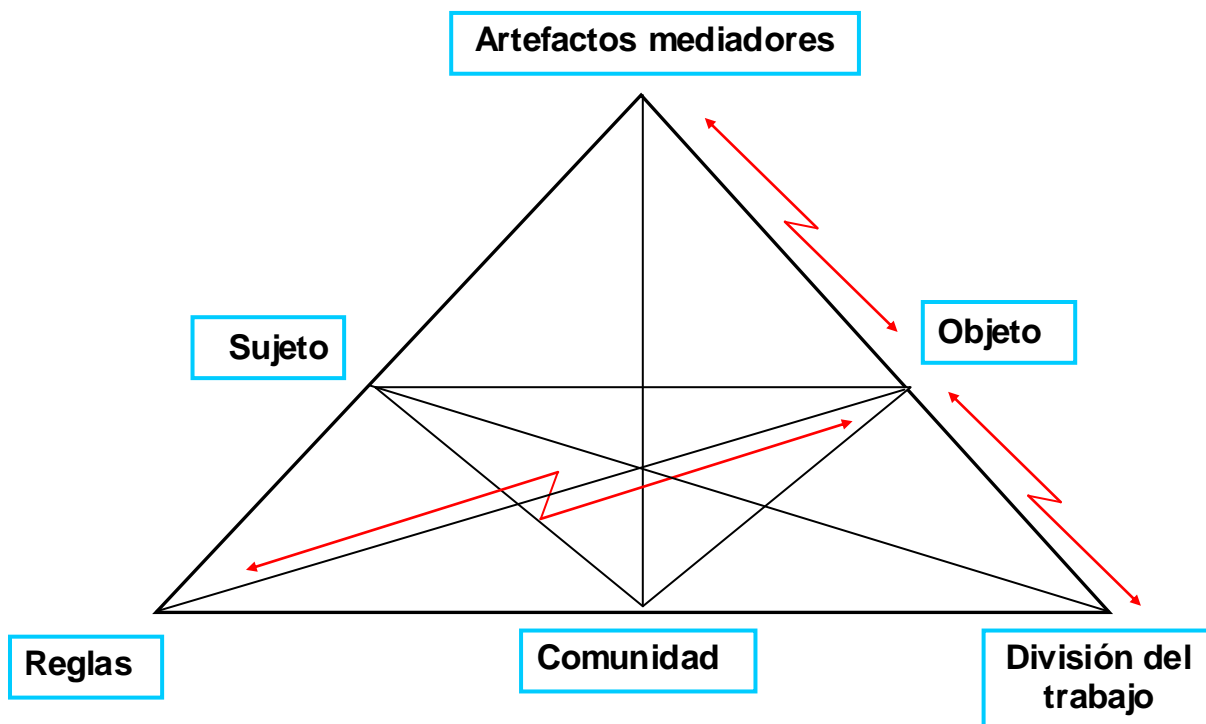 Artefactos mediadores
Sujeto
Objeto
Reglas
Comunidad
División del
trabajo